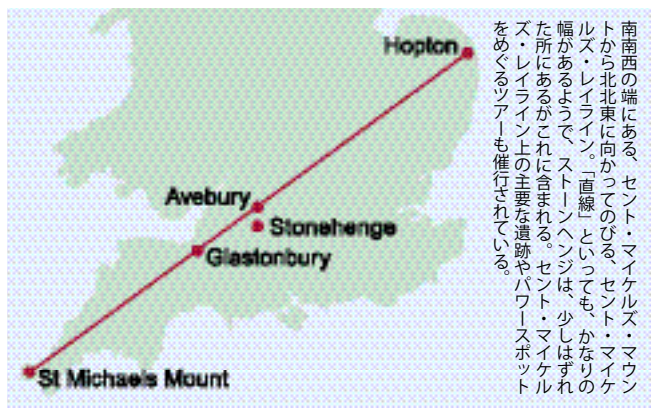 Hopton
Avebury
Stonehenge
Glastonbury
St Michaels Mount
南南西の端にある、セント・マイケルズ・マウン
トから北北東に向かってのびる、セント・マイケ
ルズ・レイライン。「直線」といっても、かなりの
幅があるようで、ストーンヘンジは、少しはずれ
た所にあるがこれに含まれる。セント・マイケル
ズ・レイライン上の主要な遺跡やパワースポット
をめぐるツアーも催行されている。